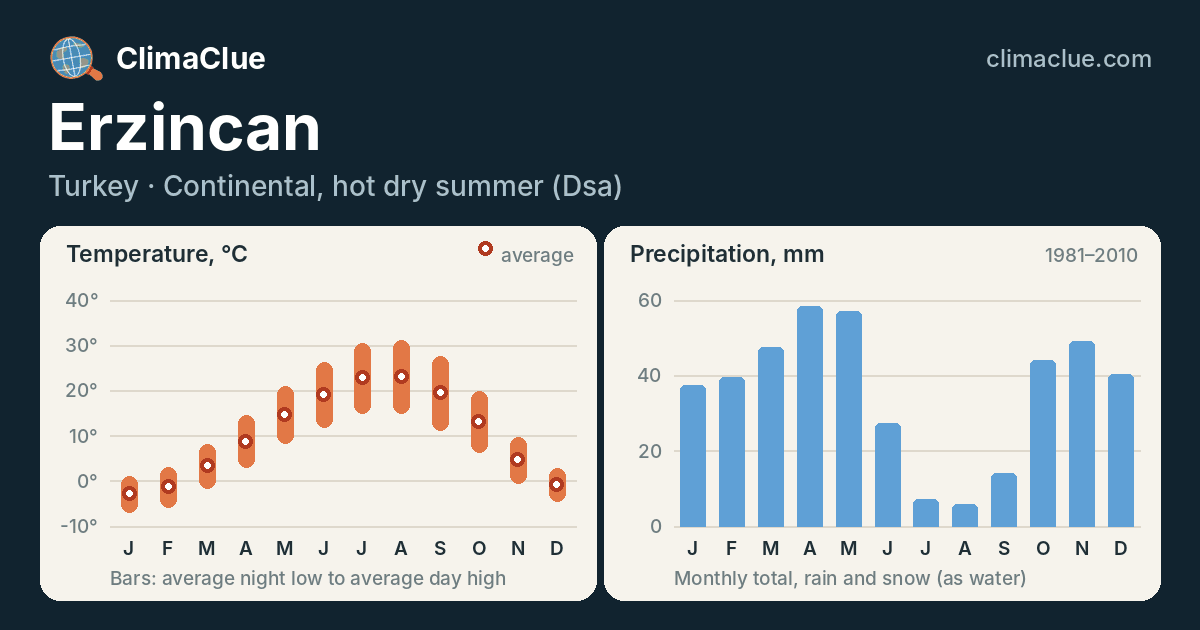 ClimaClue
climaclue.com
Erzincan
Turkey · Continental, hot dry summer (Dsa)
Temperature, °C
average
40°
30°
20°
10°
0°
-10°
J F M A M J J A S O N D
Bars: average night low to average day high
Precipitation, mm
1981–2010
60
40
20
0
J F M A M J J A S O N D
Monthly total, rain and snow (as water)